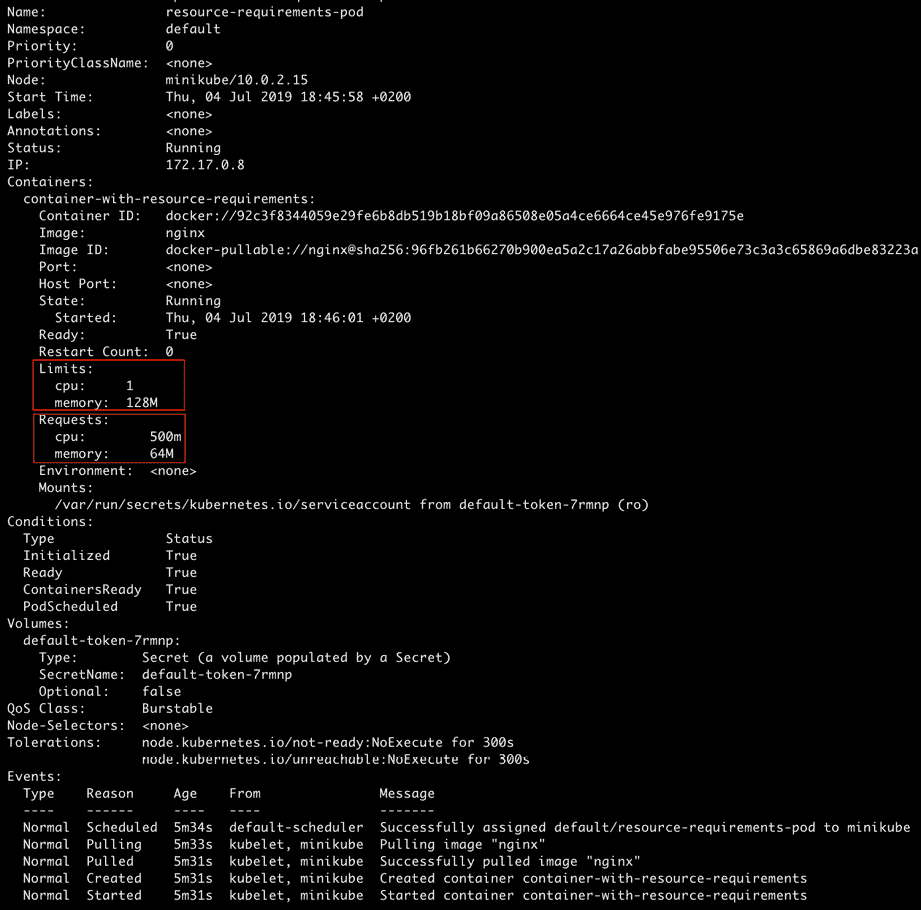 Name:                resource-requirements-pod
Namespace:           default
Priority:            0
PriorityClassName:   <none>
Node:                minikube/10.0.2.15
Start Time:          Thu, 04 Jul 2019 18:45:58 +0200
Labels:              <none>
Annotations:         <none>
Status:              Running
IP:                  172.17.0.8
Containers:
  container-with-resource-requirements:
    Container ID:   docker://92c3f8344059e29fe6b8db519b18bf09a86508e05a4ce6664ce45e976fe9175e
    Image:          nginx
    Image ID:       docker-pullable://nginx@sha256:96fb261b66270b900ea5a2c17a26abbfabe95506e73c3a3c65869a6dbe83223a
    Port:           <none>
    Host Port:      <none>
    State:          Running
      Started:      Thu, 04 Jul 2019 18:46:01 +0200
    Ready:          True
    Restart Count:  0
    Limits:
      cpu:     1
      memory:  128M
    Requests:
      cpu:        500m
      memory:     64M
    Environment:  <none>
    Mounts:
      /var/run/secrets/kubernetes.io/serviceaccount from default-token-7rmnp (ro)
Conditions:
  Type              Status
  Initialized       True
  Ready             True
  ContainersReady   True
  PodScheduled      True
Volumes:
  default-token-7rmnp:
    Type:        Secret (a volume populated by a Secret)
    SecretName:  default-token-7rmnp
    Optional:    false
QoS Class:       Burstable
Node-Selectors:  <none>
Tolerations:     node.kubernetes.io/not-ready:NoExecute for 300s
                 node.kubernetes.io/unreachable:NoExecute for 300s
Events:
  Type    Reason     Age    From               Message
  ----    ------     ----   ----               -------
  Normal  Scheduled  5m34s  default-scheduler  Successfully assigned default/resource-requirements-pod to minikube
  Normal  Pulling    5m33s  kubelet, minikube  Pulling image "nginx"
  Normal  Pulled     5m31s  kubelet, minikube  Successfully pulled image "nginx"
  Normal  Created    5m31s  kubelet, minikube  Created container container-with-resource-requirements
  Normal  Started    5m31s  kubelet, minikube  Started container container-with-resource-requirements